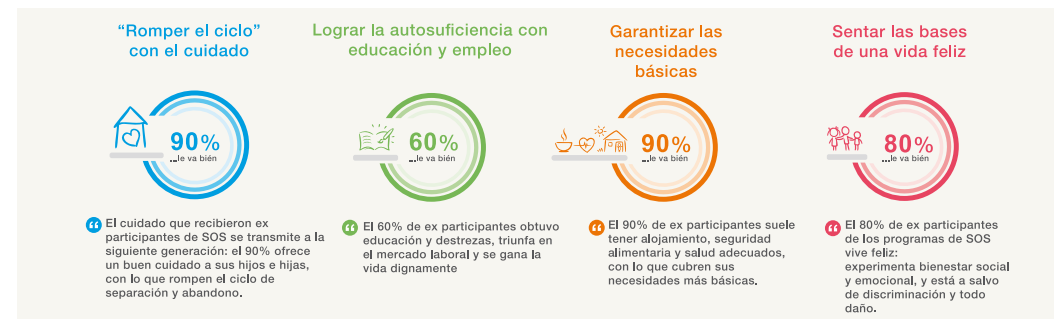 “Romper el ciclo”
con el cuidado
90%
...le va bién
El cuidado que recibieron ex
participantes de SOS se transmite a la
siguiente generación: el 90% ofrece
un buen cuidado a sus hijos e hijas,
con lo que rompen el ciclo de
separación y abandono.
Lograr la autosuficiencia con
educación y empleo
60%
...le va bién
El 60% de ex participantes obtuvo
educación y destrezas, triunfa en
el mercado laboral y se gana la
vida dignamente
Garantizar las
necesidades
básicas
90%
...le va bién
El 90% de ex participantes suele
tener alojamiento, seguridad
alimentaria y salud adecuados,
con lo que cubren sus
necesidades más básicas.
Sentar las bases
de una vida feliz
80%
...le va bién
El 80% de ex participantes
de los programas de SOS
vive feliz:
experimenta bienestar social
y emocional, y está a salvo
de discriminación y todo
daño.